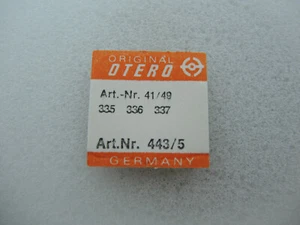 ORIGINAL
OTERO
Art.-Nr. 41/49
335 336 337
Art.Nr. 443/5
GERMANY